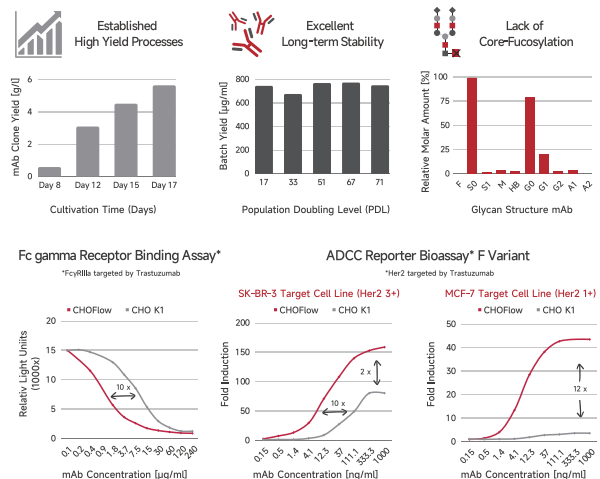 Established
High Yield Processes
Excellent
Long-term Stability
Lack of
Core-Fucosylation
mAb Clone Yield [g/l]
6
4
2
0
Day 8 Day 12 Day 15 Day 17
Cultivation Time (Days)
Batch Yield [µg/ml]
800
600
400
200
0
17 33 51 67 71
Population Doubling Level (PDL)
Relative Molar Amount [%]
100
75
50
25
0
F S0 S1 M HB G0 G1 G2 A1 A2
Glycan Structure mAb
Fc gamma Receptor Binding Assay*
*FcγRIIIa targeted by Trastuzumab
CHOFlow CHO K1
Relativ Light Uniits
(1000x)
20
15
10
5
0
10 x
0.1 0.2 0.4 0.9 1.8 3.7 7.5 15 30 60 120 240
mAb Concentration [µg/ml]
ADCC Reporter Bioassay* F Variant
*Her2 targeted by Trastuzumab
SK-BR-3 Target Cell Line (Her2 3+)
CHOFlow CHO K1
Fold Induction
200
150
100
50
0
2 x
10 x
0.15 0.5 1.4 4.1 12.3 37 111.1 333.3 1000
mAb Concentration [ng/ml]
MCF-7 Target Cell Line (Her2 1+)
CHOFlow CHO K1
Fold Induction
50
40
30
20
10
0
12 x
0.15 0.5 1.4 4.1 12.3 37 111.1 333.3 1000
mAb Concentration [ng/ml]